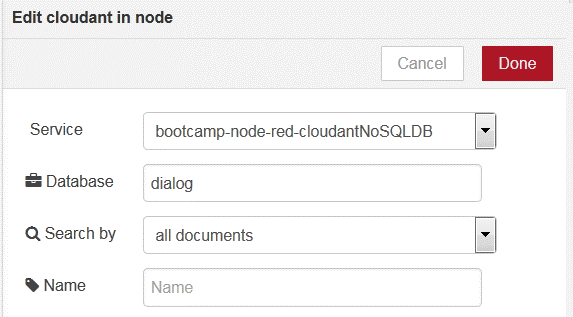 Edit cloudant in node
Cancel Done
Service bootcamp-node-red-cloudantNoSQLDB
Database dialog
Search by all documents
Name Name